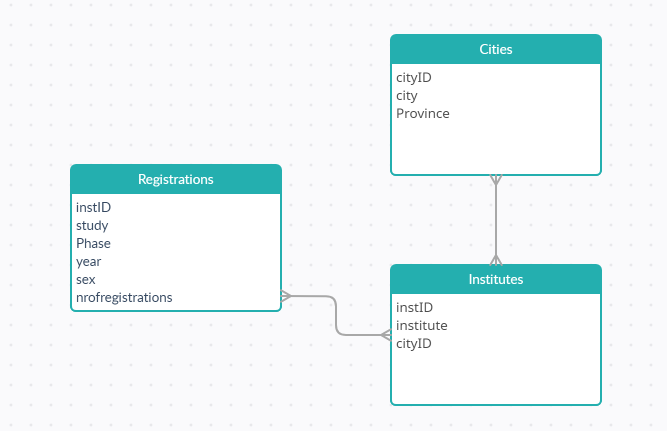 Cities
cityID
city
Province
Registrations
instID
study
Phase
year
sex
nrofregistrations
Institutes
instID
institute
cityID